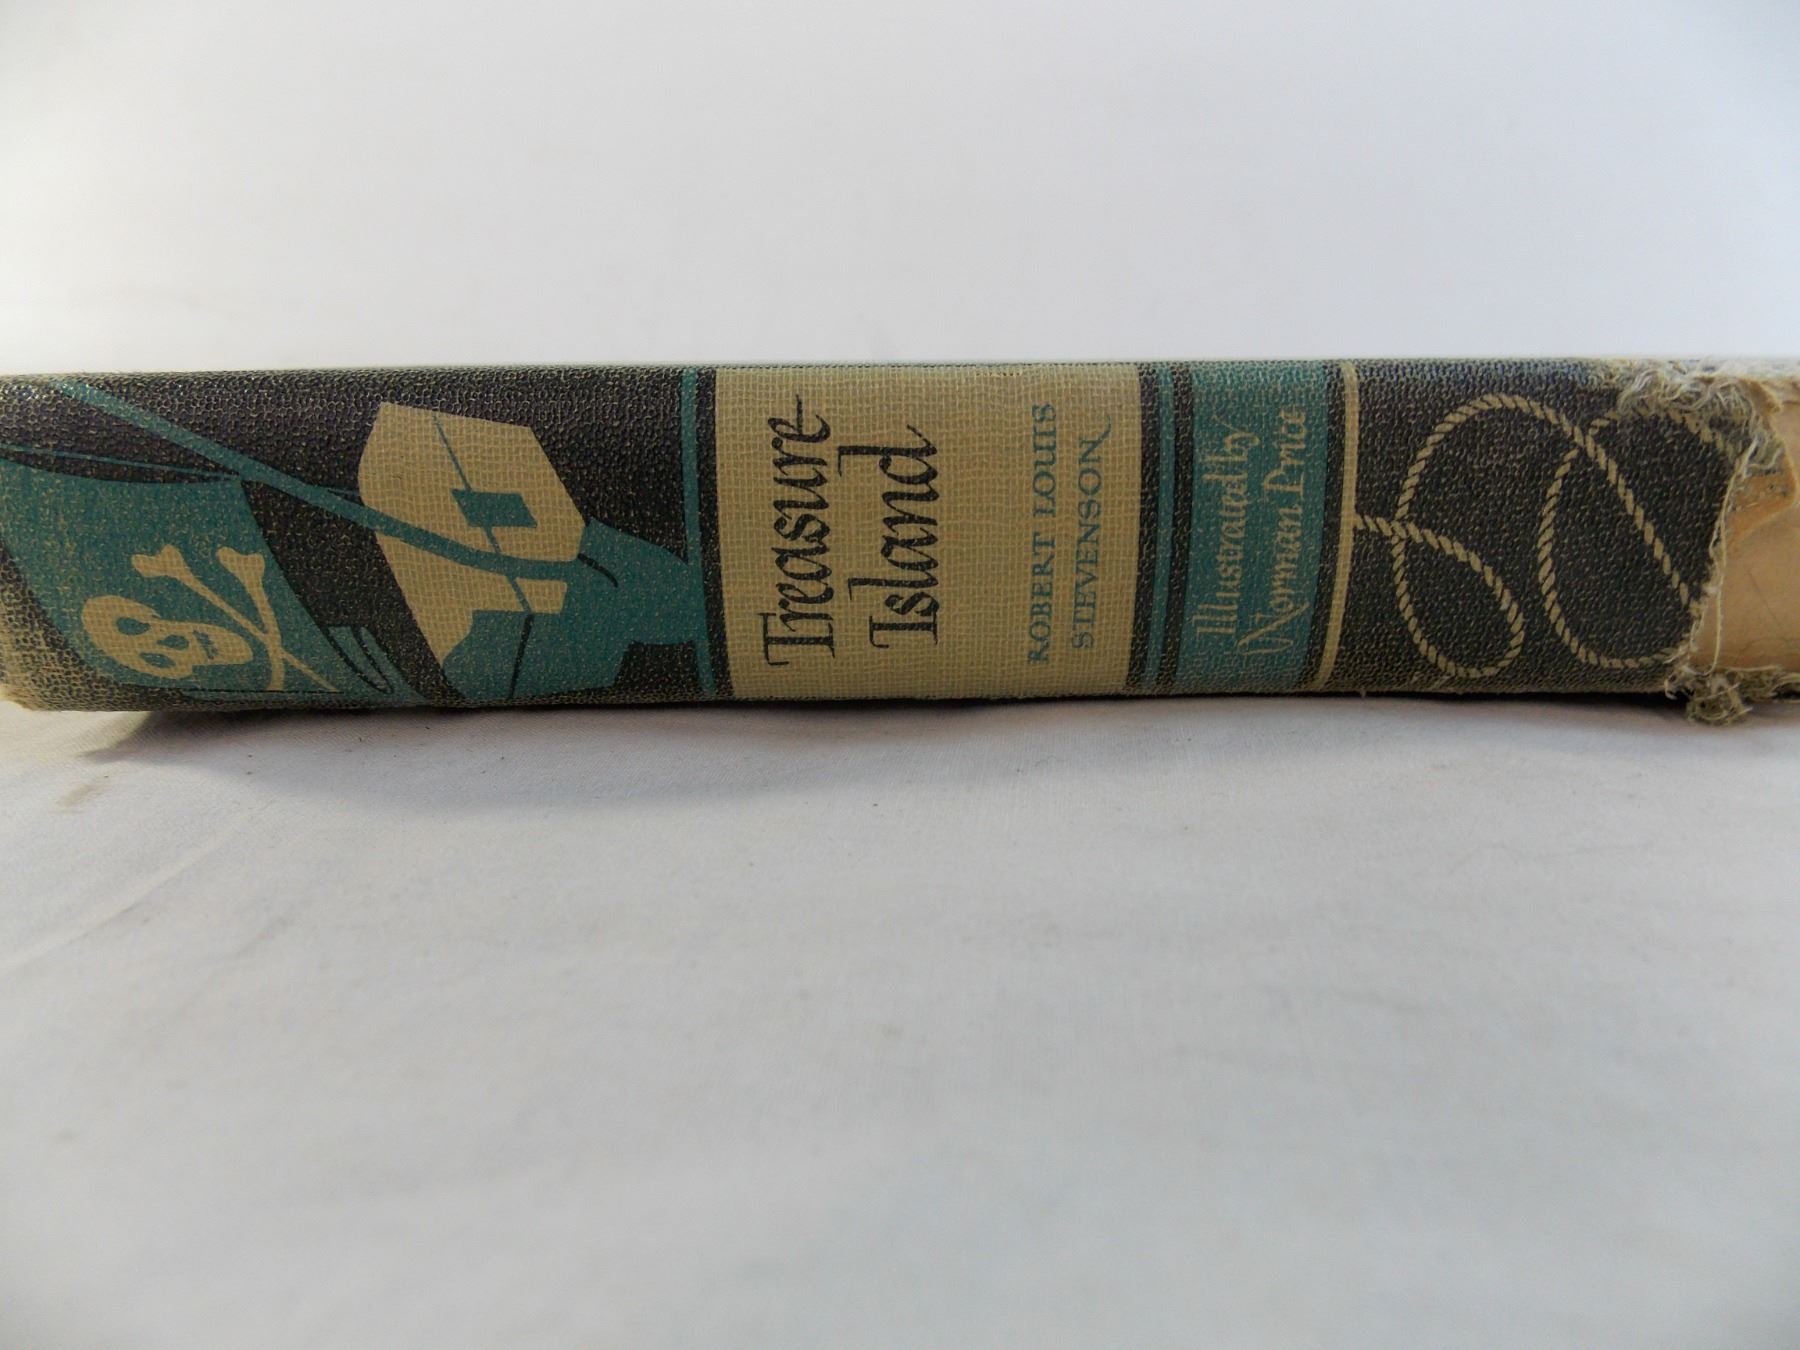 Treasure
Island
ROBERT LOUIS
STEVENSON
Illustrated by
Norman Price